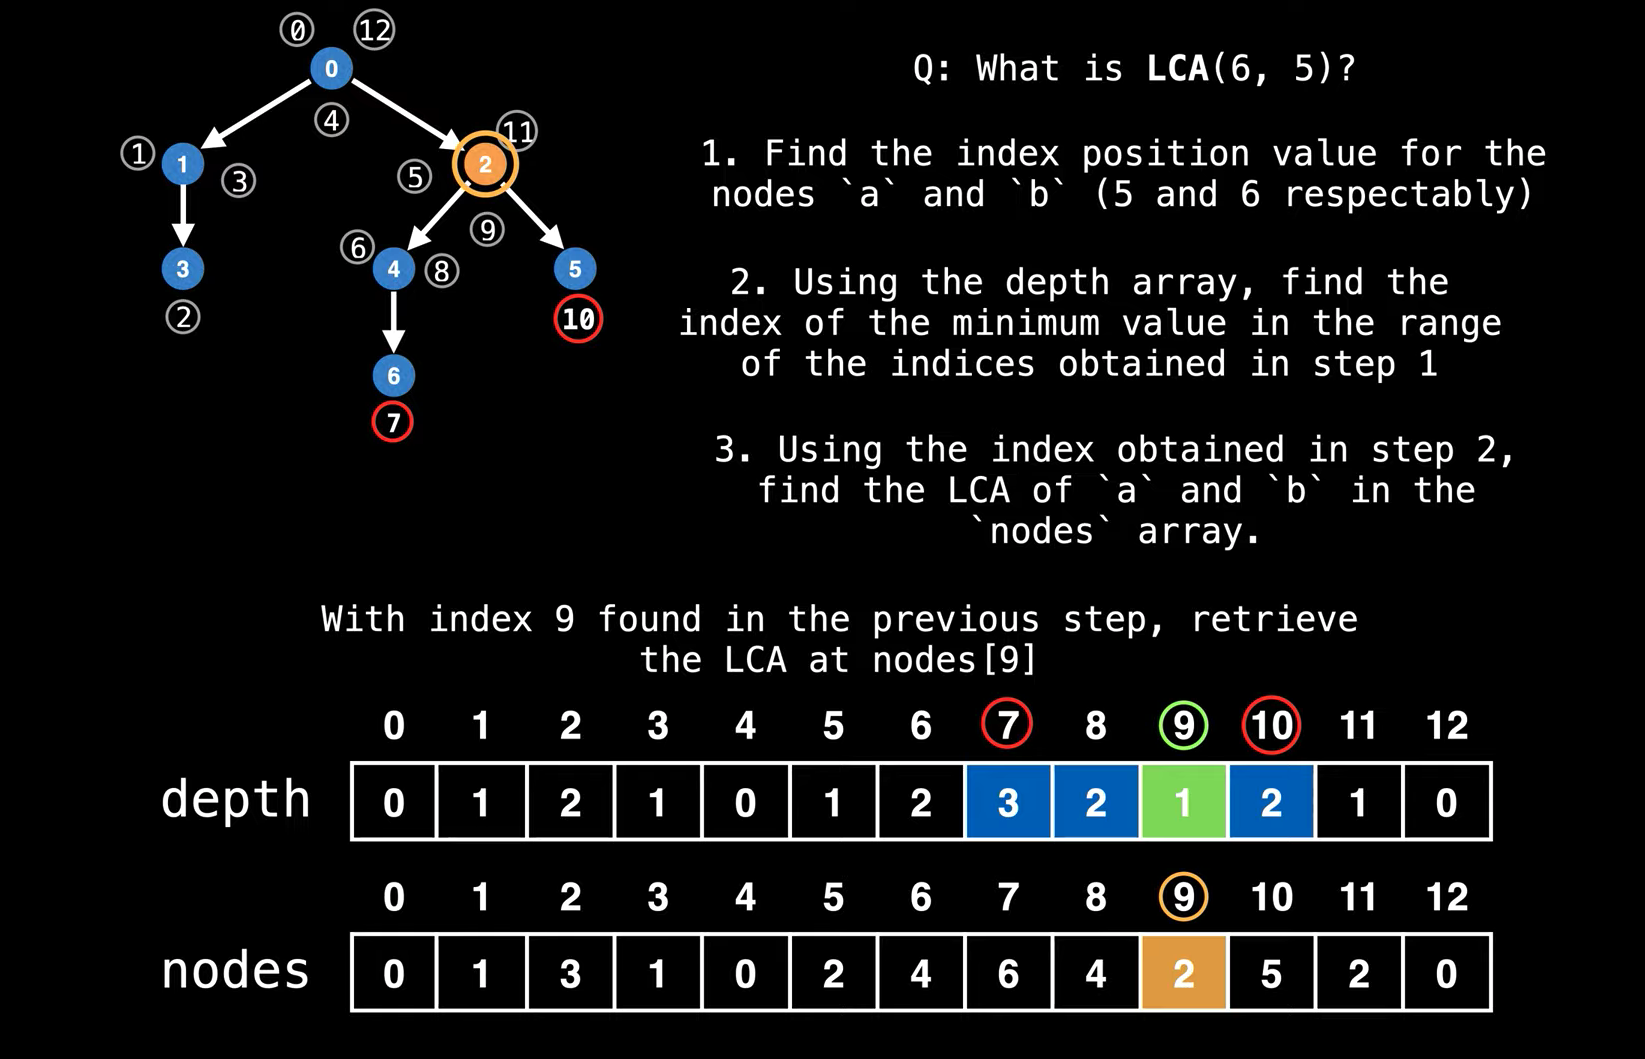 0 12
0
4
11
1 1 3
5 2
9
6 4 8
3
5
2
10
6
7
Q: What is LCA(6, 5)?
1. Find the index position value for the
nodes `a` and `b` (5 and 6 respectably)
2. Using the depth array, find the
index of the minimum value in the range
of the indices obtained in step 1
3. Using the index obtained in step 2,
find the LCA of `a` and `b` in the
`nodes` array.
With index 9 found in the previous step, retrieve
the LCA at nodes[9]
0 1 2 3 4 5 6 7 8 9 10 11 12
depth 0 1 2 1 0 1 2 3 2 1 2 1 0
0 1 2 3 4 5 6 7 8 9 10 11 12
nodes 0 1 3 1 0 2 4 6 4 2 5 2 0